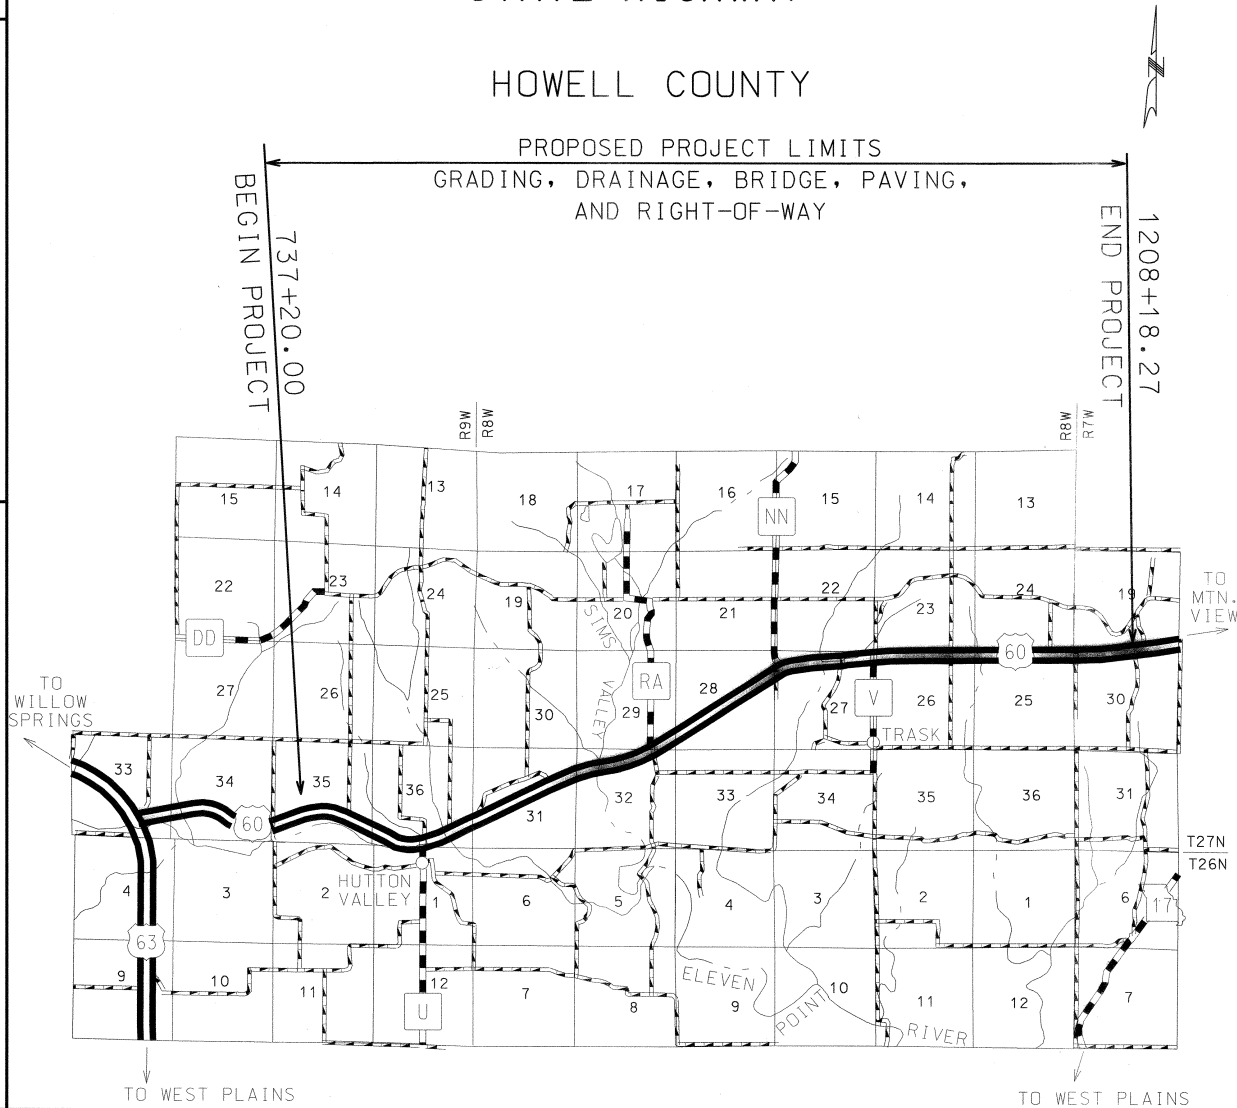 HOWELL COUNTY
PROPOSED PROJECT LIMITS
GRADING, DRAINAGE, BRIDGE, PAVING,
AND RIGHT-OF-WAY
BEGIN PROJECT
737+20.00
END PROJECT
1208+18.27
R9W
R8W
R8W
R7W
15
14
13
18
17
16
NN
15
14
13
22
23
24
19
20
21
22
23
24
19
TO
MTN.
VIEW
DD
SIMS
VALLEY
60
TO
WILLOW
SPRINGS
27
26
25
30
29
RA
28
27
V
26
25
30
TRASK
33
34
35
36
31
32
33
34
35
36
31
60
T27N
T26N
HUTTON
VALLEY
4
3
2
1
6
5
4
3
2
1
6
17
63
9
10
11
12
7
8
9
10
11
12
7
U
ELEVEN
POINT
RIVER
TO WEST PLAINS
TO WEST PLAINS